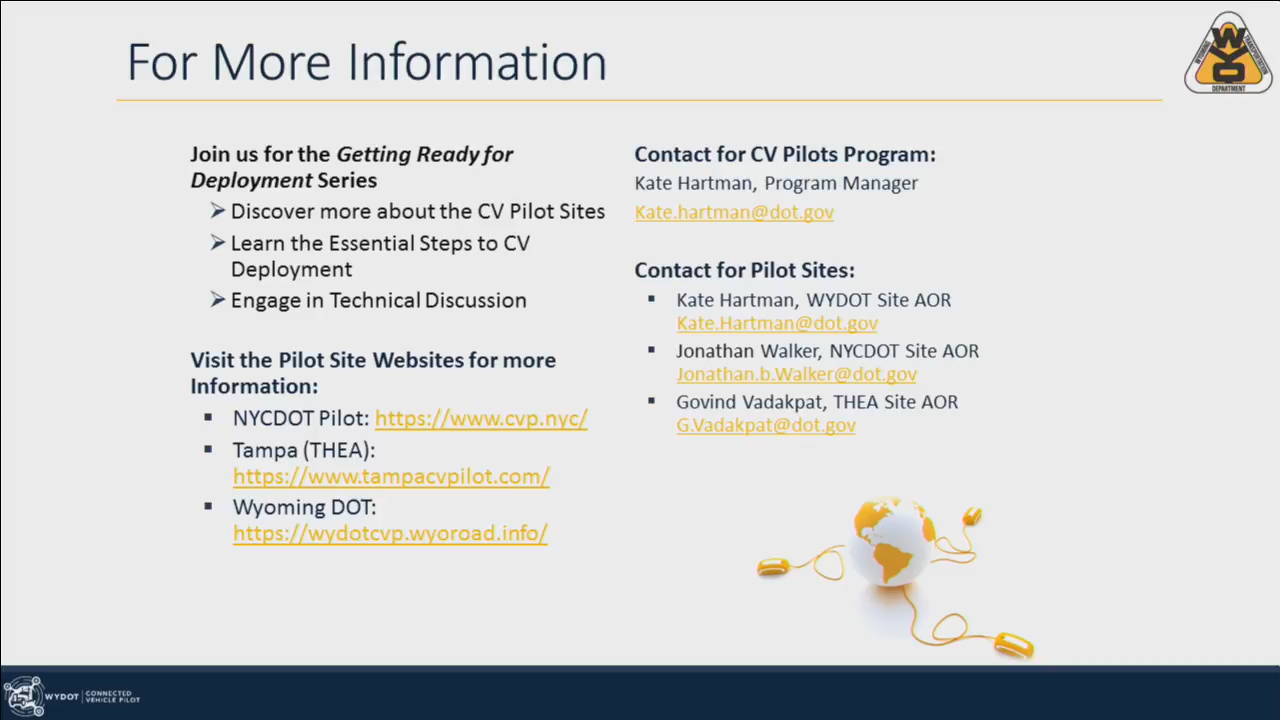 For More Information
WYO
WYOMING
TRANSPORTATION
DEPARTMENT
Join us for the Getting Ready for
Deployment Series
Discover more about the CV Pilot Sites
Learn the Essential Steps to CV
Deployment
Engage in Technical Discussion
Visit the Pilot Site Websites for more
Information:
NYCDOT Pilot: https://www.cvp.nyc/
Tampa (THEA):
https://www.tampacvpilot.com/
Wyoming DOT:
https://wydotcvp.wyoroad.info/
Contact for CV Pilots Program:
Kate Hartman, Program Manager
Kate.hartman@dot.gov
Contact for Pilot Sites:
Kate Hartman, WYDOT Site AOR
Kate.Hartman@dot.gov
Jonathan Walker, NYCDOT Site AOR
Jonathan.b.Walker@dot.gov
Govind Vadakpat, THEA Site AOR
G.Vadakpat@dot.gov
WYDOT | CONNECTED
VEHICLE PILOT